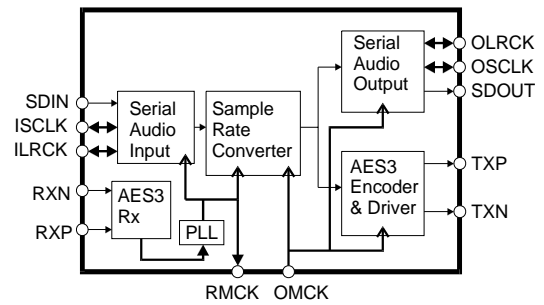 SDIN
ISCLK
ILRCK
RXN
RXP
Serial
Audio
Input
AES3
Rx
PLL
Sample
Rate
Converter
Serial
Audio
Output
AES3
Encoder
& Driver
OLRCK
OSCLK
SDOUT
TXP
TXN
RMCK
OMCK